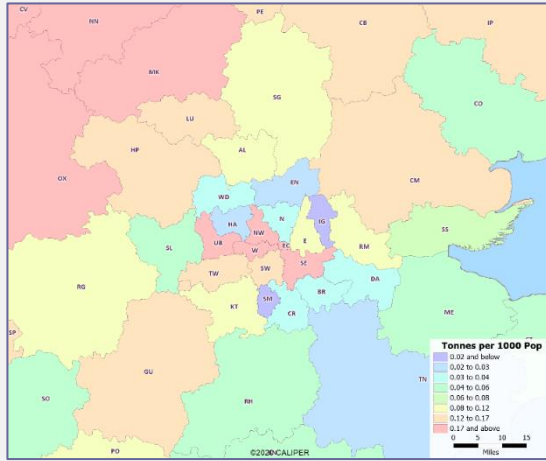 CV
NN
PE
CB
IP
MK
SG
CO
LU
HP
AL
CM
OX
EN
WD
HA
N
IG
NW
E
SS
SL
UB
W
EC
RM
SE
TW
SW
RG
DA
BR
KT
SM
CR
ME
SP
GU
TN
SO
RH
PO
Tonnes per 1000 Pop
0.02 and below
0.02 to 0.03
0.03 to 0.04
0.04 to 0.06
0.06 to 0.08
0.08 to 0.12
0.12 to 0.17
0.17 and above
0 5 10 15
Miles
©2020 CALIPER